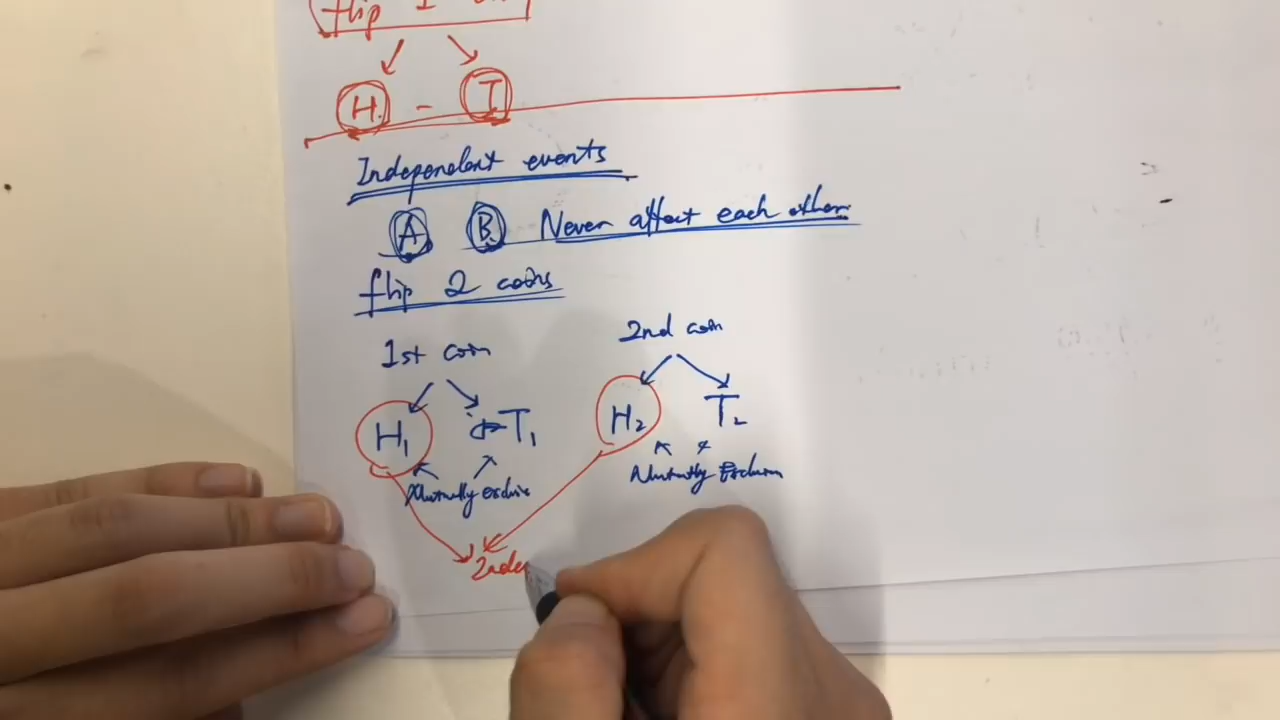 flip 1
H - T
Independent events
A B Never affect each other
flip 2 coins
1st coin
2nd coin
H₁ T₁
H₂ T₂
Mutually exclusive
Mutually Exclusive
Inde